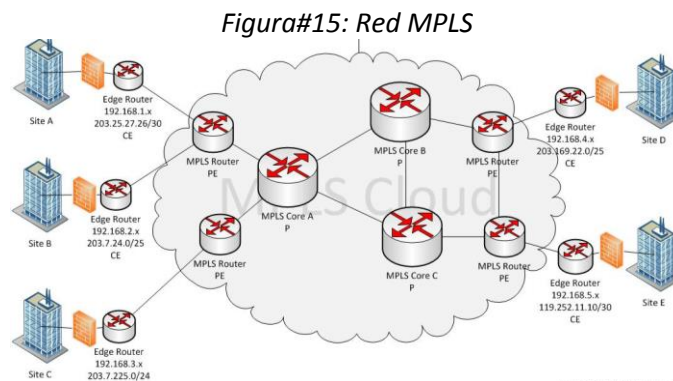 Figura#15: Red MPLS
Site A
Edge Router
192.168.1.x
203.25.27.26/30
CE
MPLS Router
PE
MPLS Core B
P
MPLS Router
PE
Edge Router
192.168.4.x
203.169.22.0/25
CE
Site D
MPLS Cloud
Site B
Edge Router
192.168.2.x
203.7.24.0/25
CE
MPLS Core A
P
MPLS Router
PE
MPLS Core C
P
MPLS Router
PE
Edge Router
192.168.5.x
119.252.11.10/30
CE
Site E
Site C
Edge Router
192.168.3.x
203.7.225.0/24